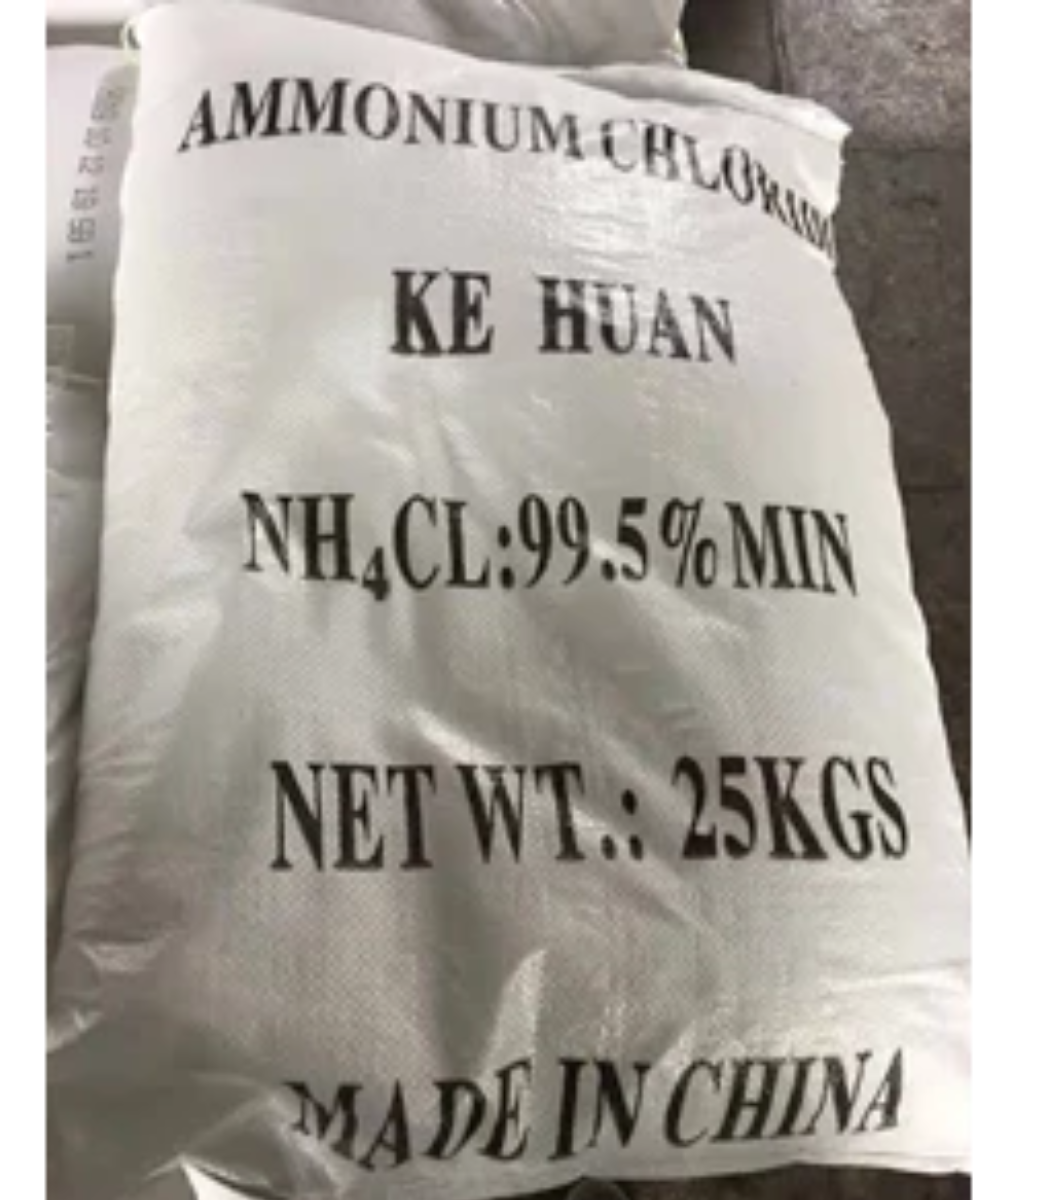 AMMONIUM CHLORIDE
KE HUAN
NH₄CL:99.5%MIN
NET WT.: 25KGS
MADE IN CHINA